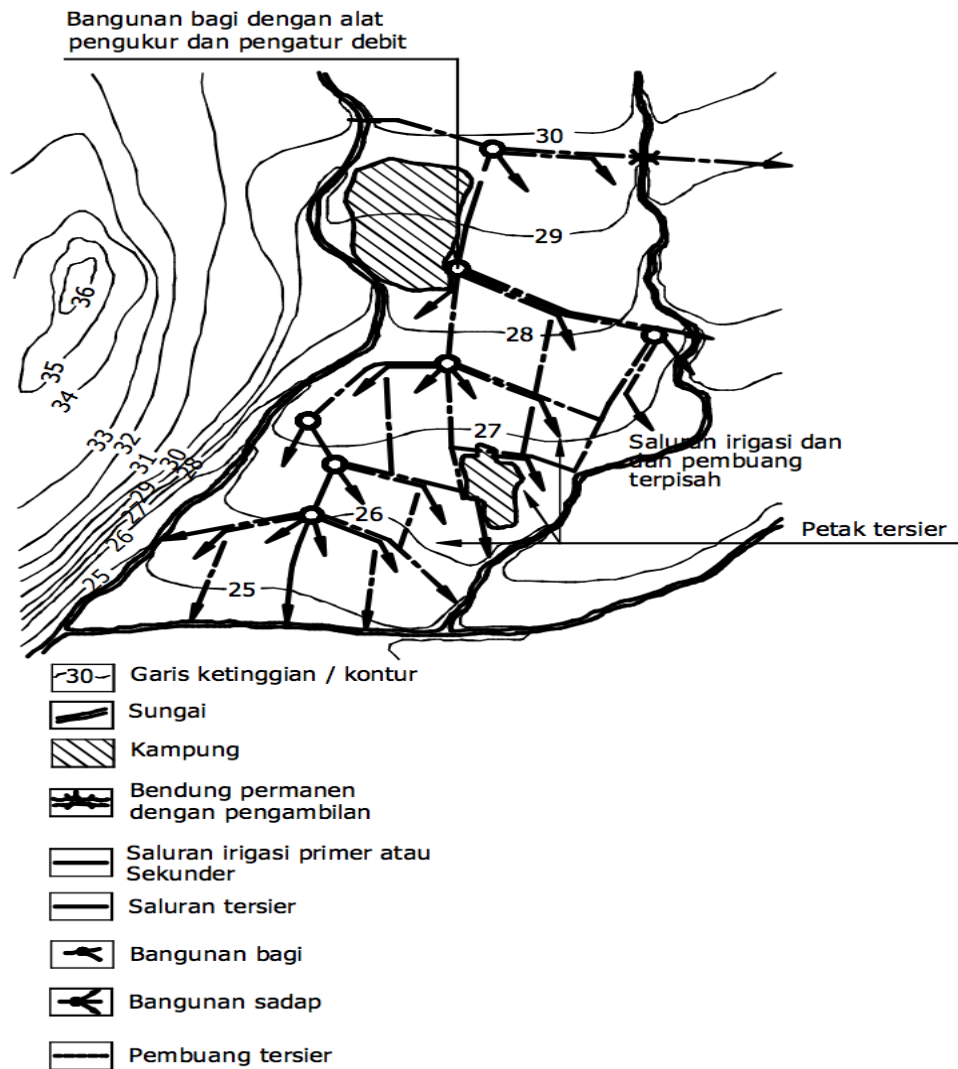 Bangunan bagi dengan alat
pengukur dan pengatur debit
30
29
28
27
26
25
36
35
34
33
32
31
30
28
29
27
26
25
Saluran irigasi dan
dan pembuang
terpisah
Petak tersier
30 Garis ketinggian / kontur
Sungai
Kampung
Bendung permanen
dengan pengambilan
Saluran irigasi primer atau
Sekunder
Saluran tersier
Bangunan bagi
Bangunan sadap
Pembuang tersier